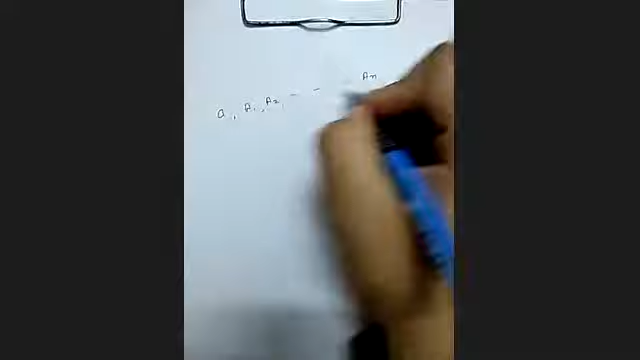 a, A₁, A₂, - - An